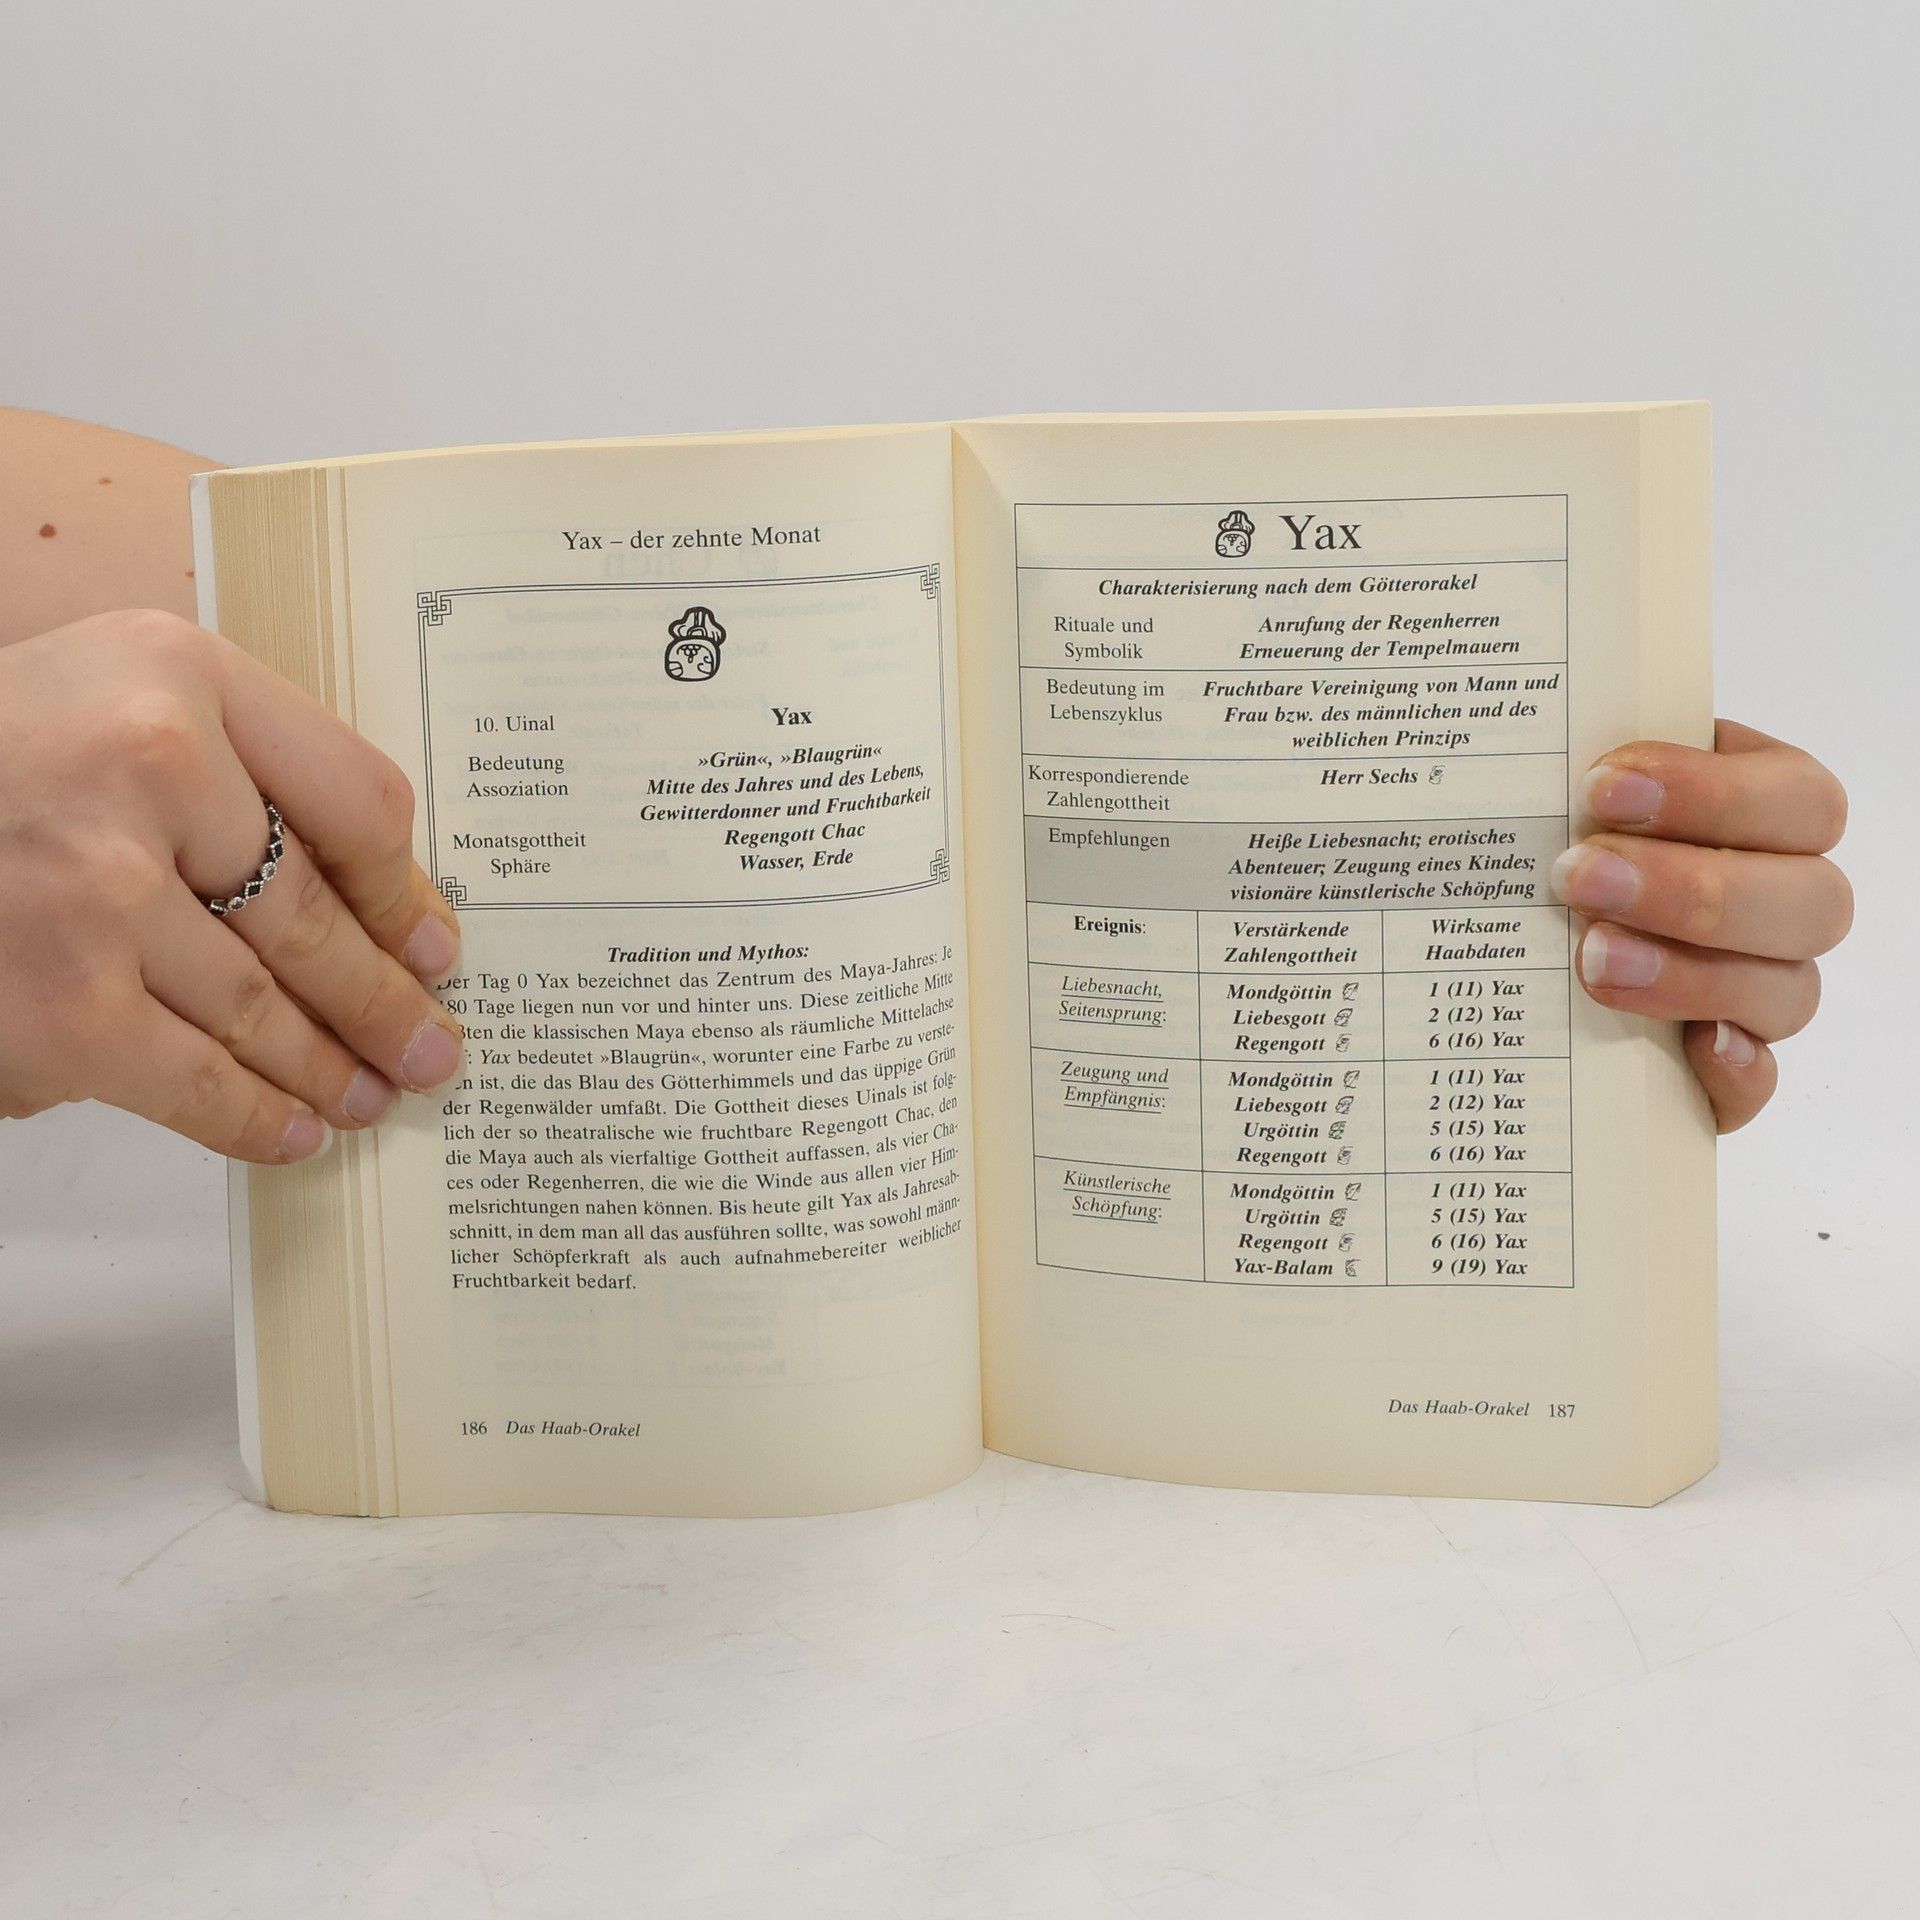 Yax – der zehnte Monat
10. Uinal Yax
Bedeutung »Grün«, »Blaugrün«
Assoziation Mitte des Jahres und des Lebens,
Gewitterdonner und Fruchtbarkeit
Monatsgottheit Regengott Chac
Sphäre Wasser, Erde
Tradition und Mythos:
Der Tag 0 Yax bezeichnet das Zentrum des Maya-Jahres: Je
180 Tage liegen nun vor und hinter uns. Diese zeitliche Mitte
die klassischen Maya ebenso als räumliche Mittelachse
Yax bedeutet »Blaugrün«, worunter eine Farbe zu verste-
ist, die das Blau des Götterhimmels und das üppige Grün
der Regenwälder umfaßt. Die Gottheit dieses Uinals ist folg-
lich der so theatralische wie fruchtbare Regengott Chac, den
die Maya auch als vierfaltige Gottheit auffassen, als vier Cha-
ces oder Regenherren, die wie die Winde aus allen vier Him-
melsrichtungen nahen können. Bis heute gilt Yax als Jahresab-
schnitt, in dem man all das ausführen sollte, was sowohl männ-
licher Schöpferkraft als auch aufnahmebereiter weiblicher
Fruchtbarkeit bedarf.
186 Das Haab-Orakel
Yax
Charakterisierung nach dem Götterorakel
Rituale und Anrufung der Regenherren
Symbolik Erneuerung der Tempelmauern
Bedeutung im Fruchtbare Vereinigung von Mann und
Lebenszyklus Frau bzw. des männlichen und des
weiblichen Prinzips
Korrespondierende Herr Sechs
Zahlengottheit
Empfehlungen Heiße Liebesnacht; erotisches
Abenteuer; Zeugung eines Kindes;
visionäre künstlerische Schöpfung
Ereignis: Verstärkende Wirksame
Zahlengottheit Haabdaten
Liebesnacht, Mondgöttin 1 (11) Yax
Seitensprung: Liebesgott 2 (12) Yax
Regengott 6 (16) Yax
Zeugung und Mondgöttin 1 (11) Yax
Empfängnis: Liebesgott 2 (12) Yax
Urgöttin 5 (15) Yax
Regengott 6 (16) Yax
Künstlerische Mondgöttin 1 (11) Yax
Schöpfung: Urgöttin 5 (15) Yax
Regengott 6 (16) Yax
Yax-Balam 9 (19) Yax
Das Haab-Orakel 187